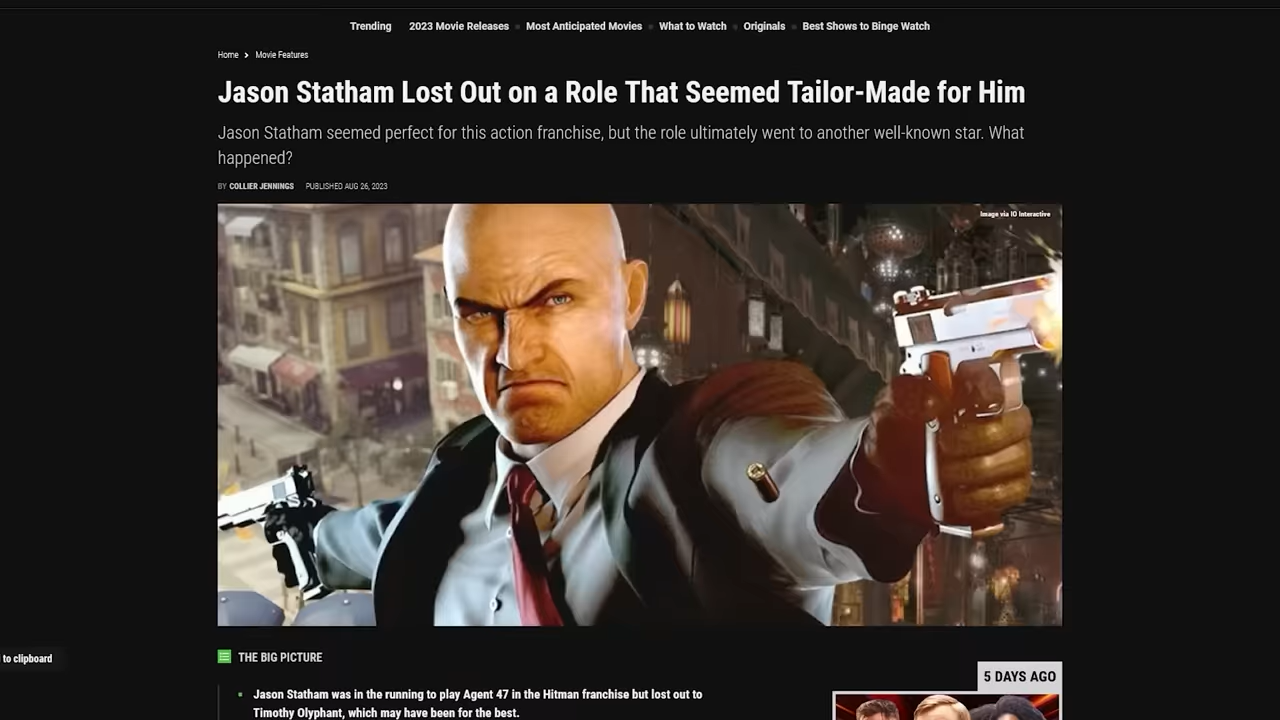 Trending 2023 Movie Releases Most Anticipated Movies What to Watch Originals Best Shows to Binge Watch
Home > Movie Features
Jason Statham Lost Out on a Role That Seemed Tailor-Made for Him
Jason Statham seemed perfect for this action franchise, but the role ultimately went to another well-known star. What
happened?
BY COLLIER JENNINGS PUBLISHED AUG 26, 2023
Image via IO Interactive
THE BIG PICTURE
to clipboard
5 DAYS AGO
Jason Statham was in the running to play Agent 47 in the Hitman franchise but lost out to
Timothy Olyphant, which may have been for the best.